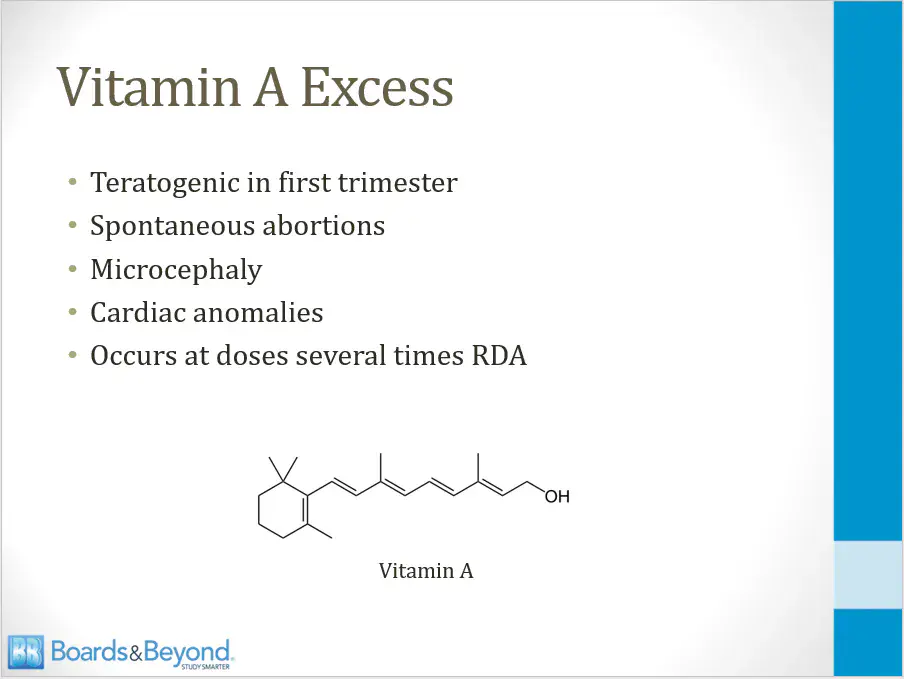 Vitamin A Excess
• Teratogenic in first trimester
• Spontaneous abortions
• Microcephaly
• Cardiac anomalies
• Occurs at doses several times RDA
OH
Vitamin A
BB Boards&Beyond.
STUDY SMARTER